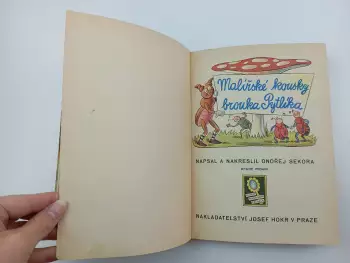 Malířské kousky
brouka Pytlíka
NAPSAL A NAKRESLIL ONDŘEJ SEKORA
NAKLADATELSTVÍ JOSEF HOKR V PRAZE